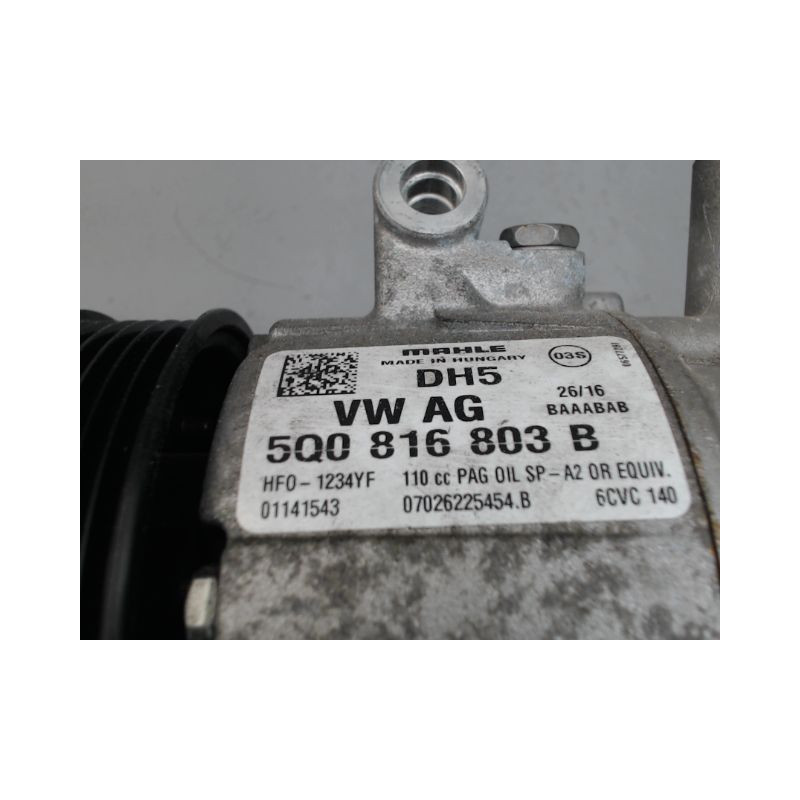 MAHLE
MADE IN HUNGARY
03S
DH5
26/16
VW AG
BAAABAB
5Q0 816 803 B
HFO-1234YF 110 cc PAG OIL SP-A2 OR EQUIV.
01141543 07026225454.B 6CVC 140